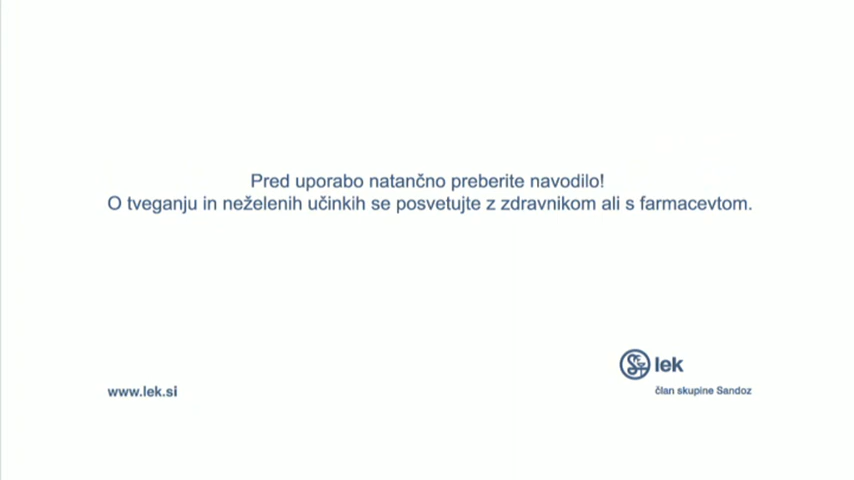 Pred uporabo natančno preberite navodilo!
O tveganju in neželenih učinkih se posvetujte z zdravnikom ali s farmacevtom.
lek
www.lek.si
član skupine Sandoz